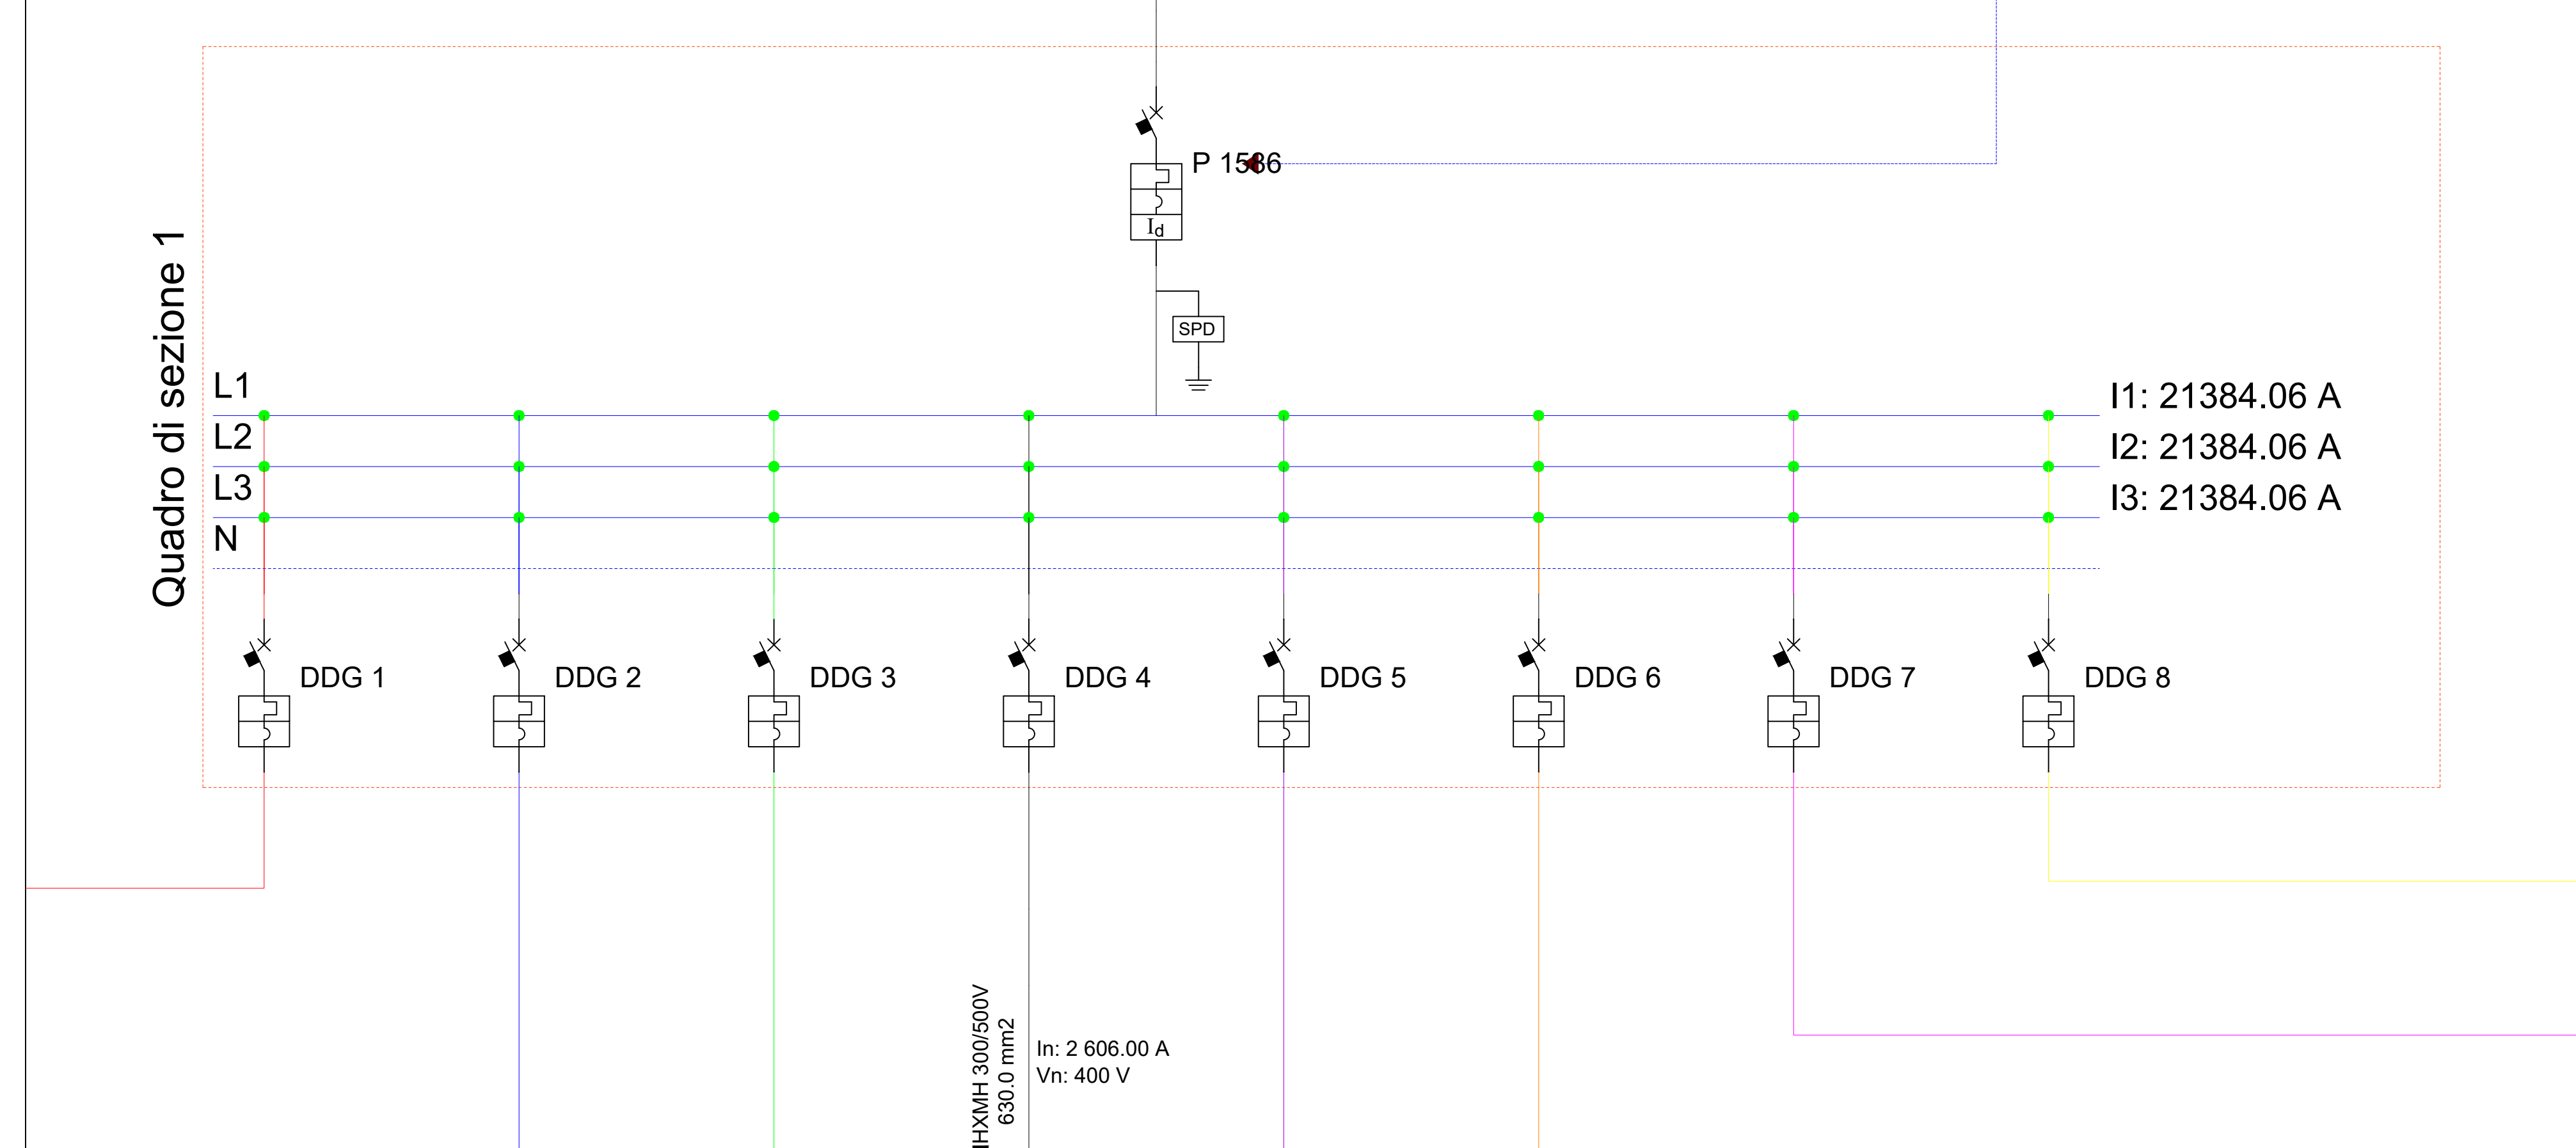 P 1586
Id
SPD
Quadro di sezione 1
L1
I1: 21384.06 A
L2
I2: 21384.06 A
L3
I3: 21384.06 A
N
DDG 1
DDG 2
DDG 3
DDG 4
DDG 5
DDG 6
DDG 7
DDG 8
IHXMH 300/500V
630.0 mm2
In: 2 606.00 A
Vn: 400 V